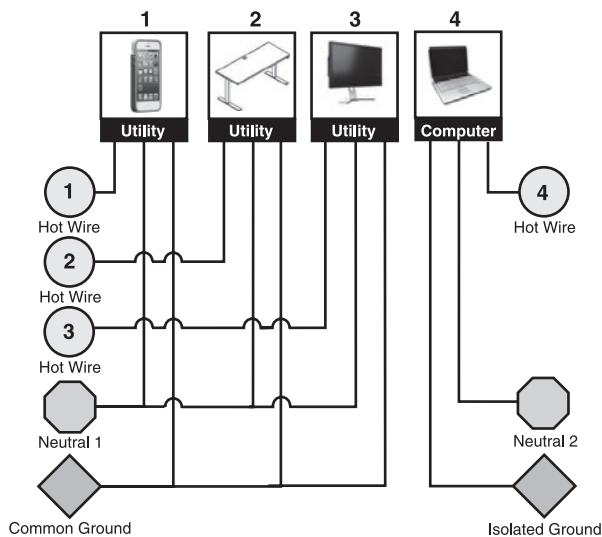 1 2 3 4
Utility Utility Utility Computer
1 4
Hot Wire Hot Wire
2
Hot Wire
3
Hot Wire
Neutral 1 Neutral 2
Common Ground Isolated Ground